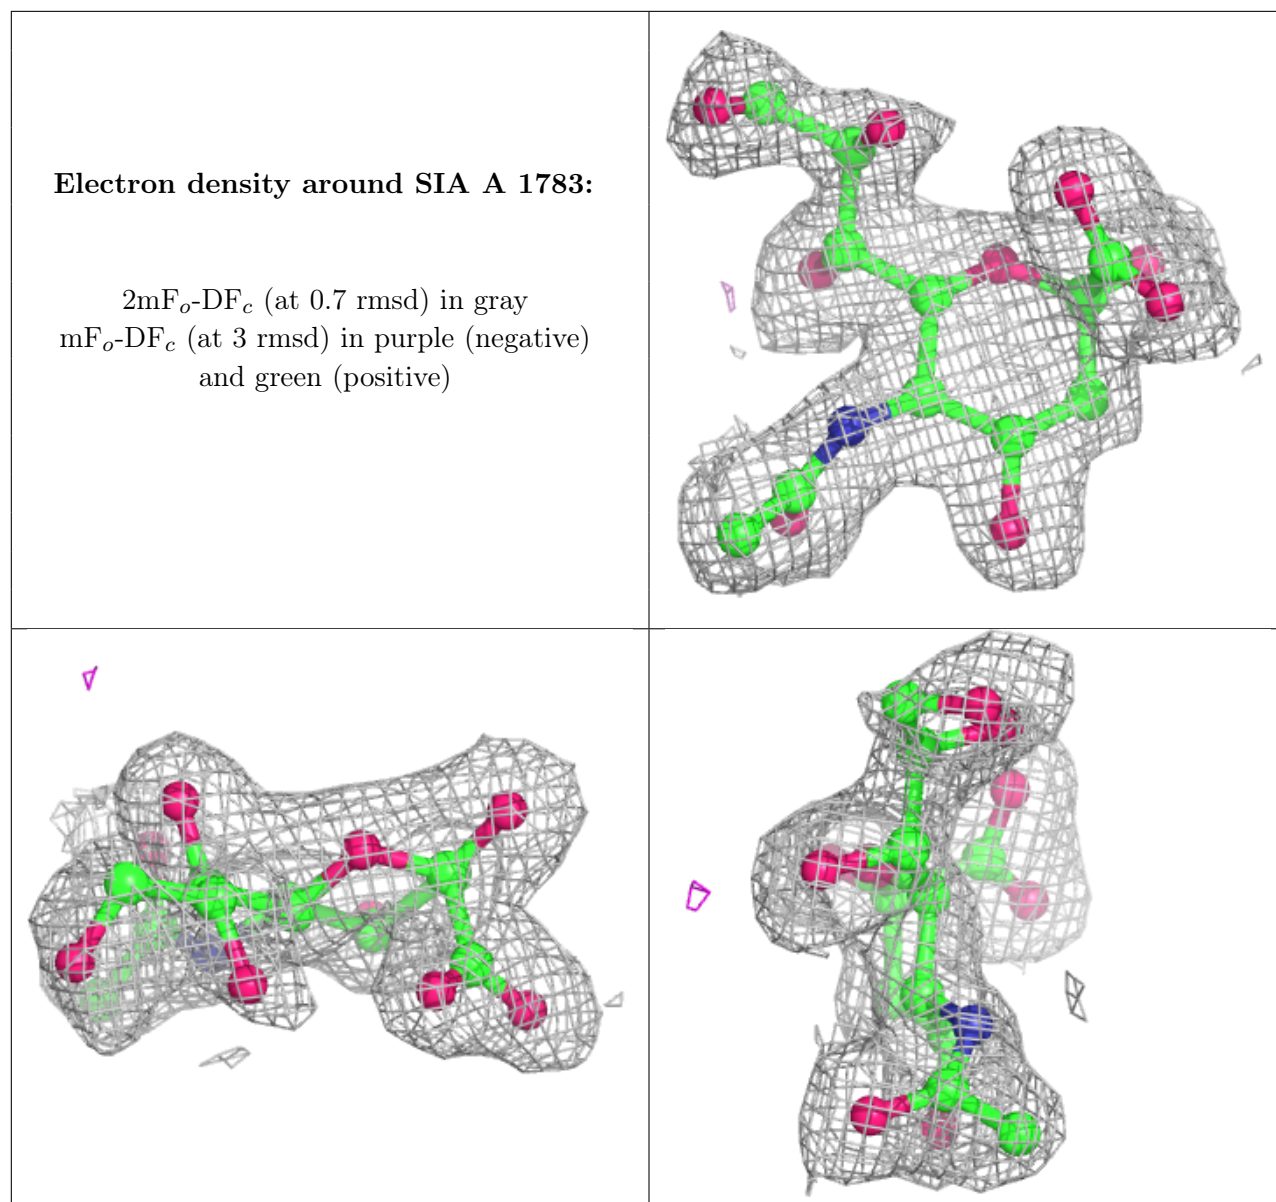 Electron density around SIA A 1783:
2mFₒ-DF𝒸 (at 0.7 rmsd) in gray
mFₒ-DF𝒸 (at 3 rmsd) in purple (negative)
and green (positive)